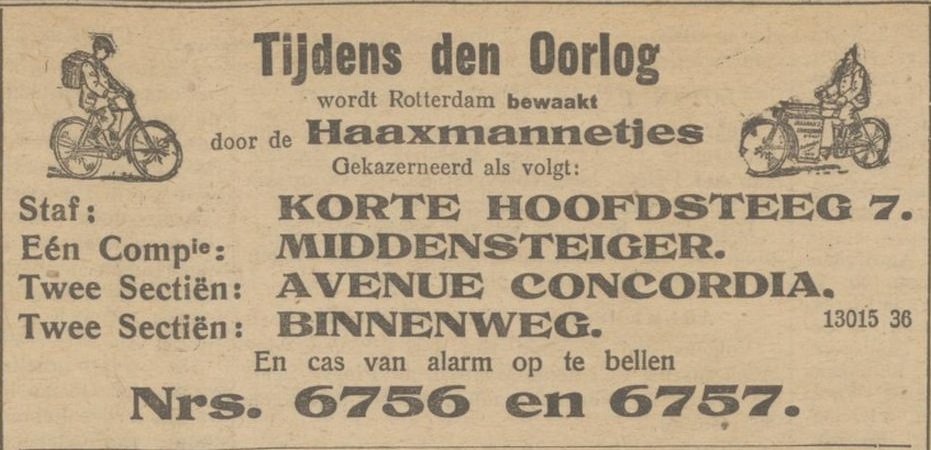 Tijdens den Oorlog
wordt Rotterdam bewaakt
door de Haaxmannetjes
Gekazerneerd als volgt:
Staf: KORTE HOOFDSTEEG 7.
Eén Compie: MIDDENSTEIGER.
Twee Sectiën: AVENUE CONCORDIA.
Twee Sectiën: BINNENWEG. 13015 36
En cas van alarm op te bellen
Nrs. 6756 en 6757.